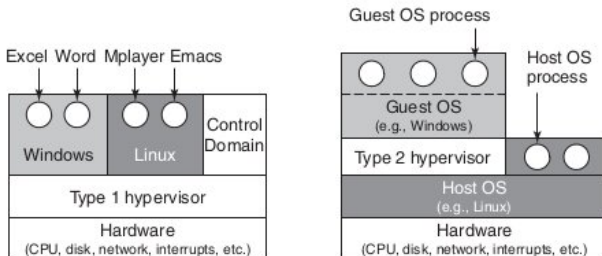 Excel Word Mplayer Emacs
Windows
Linux
Control
Domain
Type 1 hypervisor
Hardware
(CPU, disk, network, interrupts, etc.)
Guest OS process
Host OS
process
Guest OS
(e.g., Windows)
Type 2 hypervisor
Host OS
(e.g., Linux)
Hardware
(CPU, disk, network, interrupts, etc.)